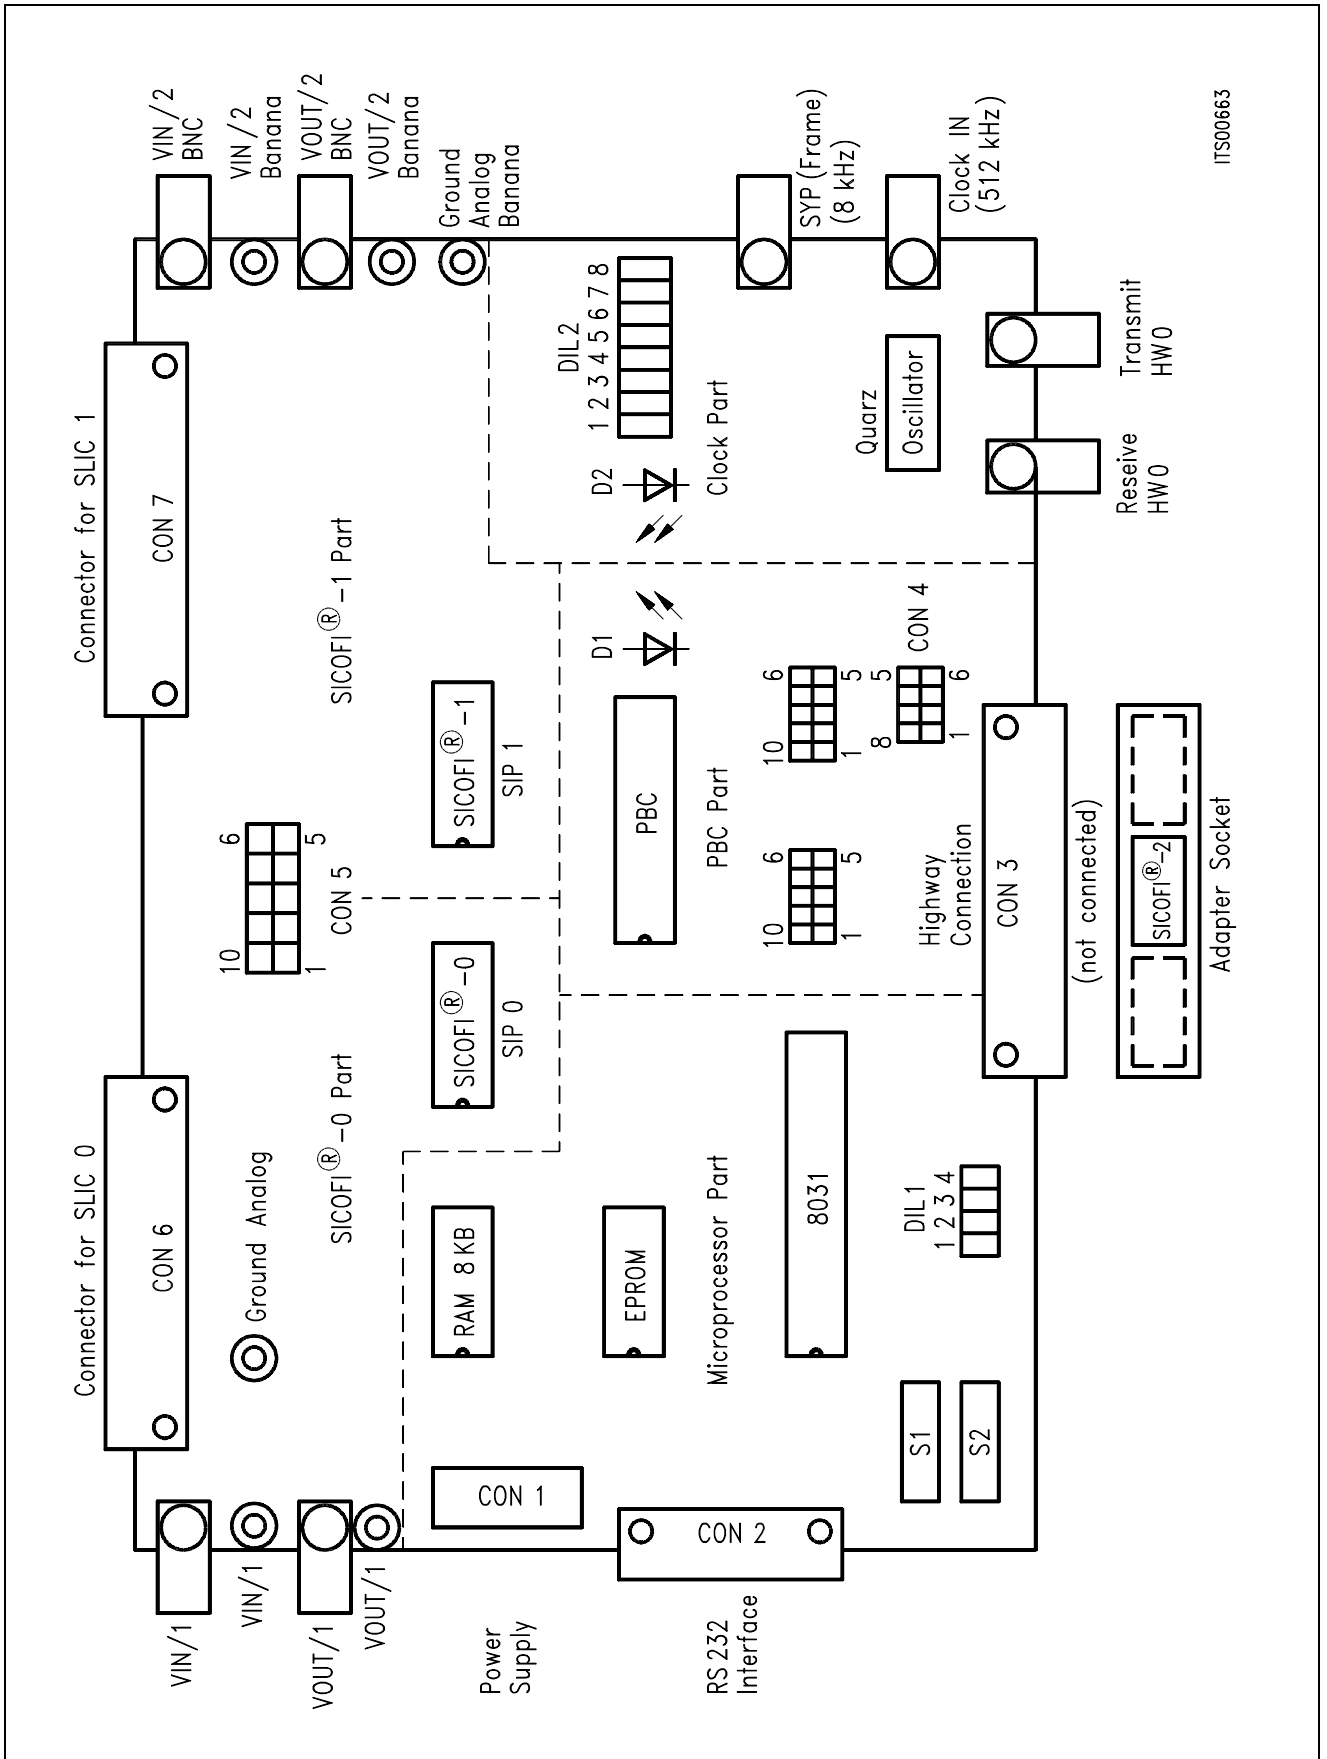 Connector for SLIC 0
CON 6
Connector for SLIC 1
CON 7
VIN/1
VIN/1
VOUT/1
VOUT/1
Ground Analog
SICOFI®-0 Part
10
6
1
5
CON 5
SICOFI®-1 Part
VIN/2
BNC
VIN/2
Banana
VOUT/2
BNC
VOUT/2
Banana
Ground
Analog
Banana
Power
Supply
CON 1
RAM 8KB
SICOFI®-0
SIP 0
SICOFI®-1
SIP 1
RS232
Interface
CON 2
EPROM
Microprocessor Part
8031
PBC
PBC Part
D1
D2
DIL2
1 2 3 4 5 6 7 8
Clock Part
SYP (Frame)
(8 kHz)
Clock IN
(512 kHz)
S1
S2
DIL1
1 2 3 4
10
6
1
5
10
6
1
5
8
5
1
6
CON 4
Quarz
Oscillator
Highway
Connection
CON 3
(not connected)
SICOFI®-2
Adapter Socket
Reseive
HW0
Transmit
HW0
ITS00663